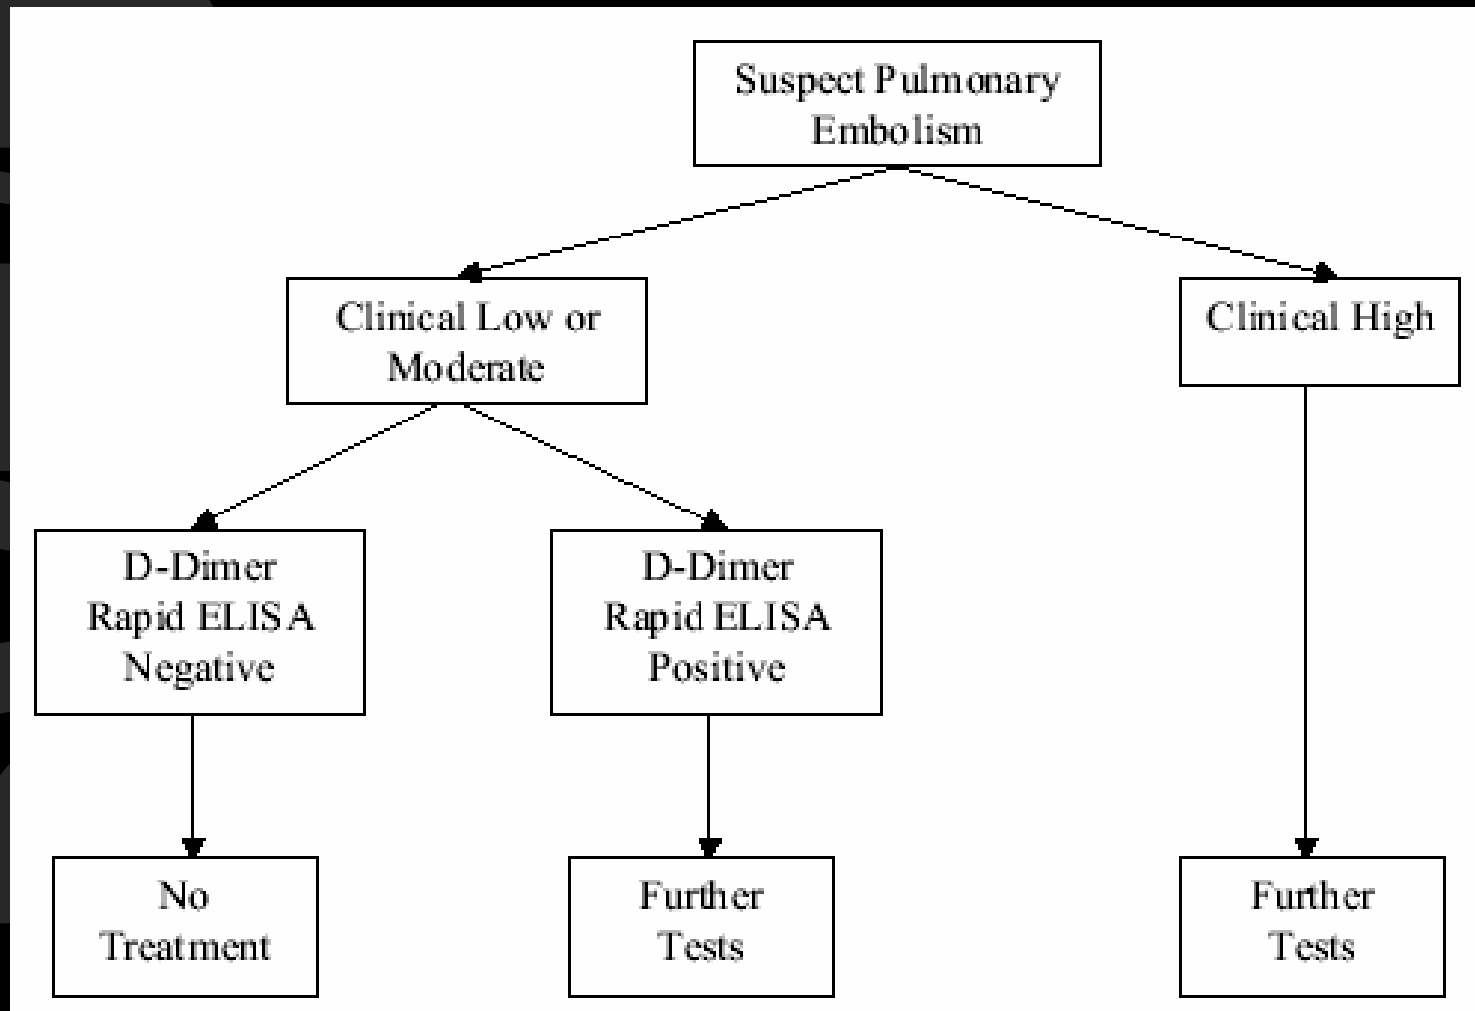 Suspect Pulmonary
Embolism
Clinical Low or
Moderate
Clinical High
D-Dimer
Rapid ELISA
Negative
D-Dimer
Rapid ELISA
Positive
No
Treatment
Further
Tests
Further
Tests